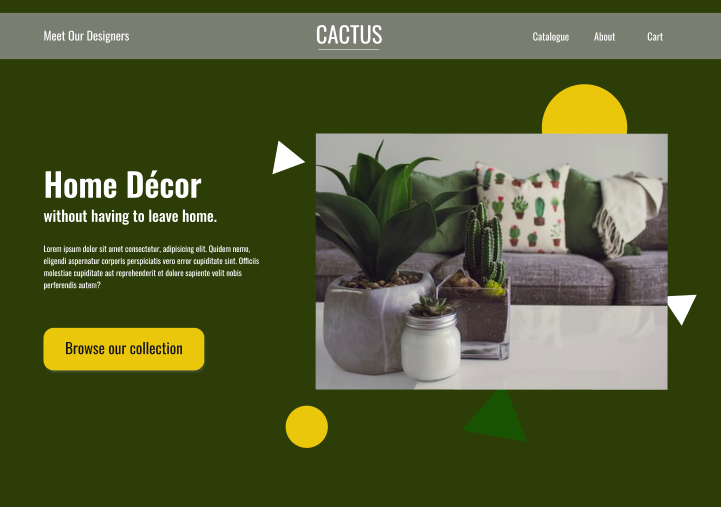 Meet Our Designers
CACTUS
Catalogue
About
Cart
Home Décor
without having to leave home.
Lorem ipsum dolor sit amet consectetur, adipisicing elit. Quidem nemo,
eligendi aspernatur corporis perspiciatis vero error cupiditate sint. Officiis
molestiae cupiditate aut reprehenderit et dolore sapiente velit nobis
perferendis autem?
Browse our collection